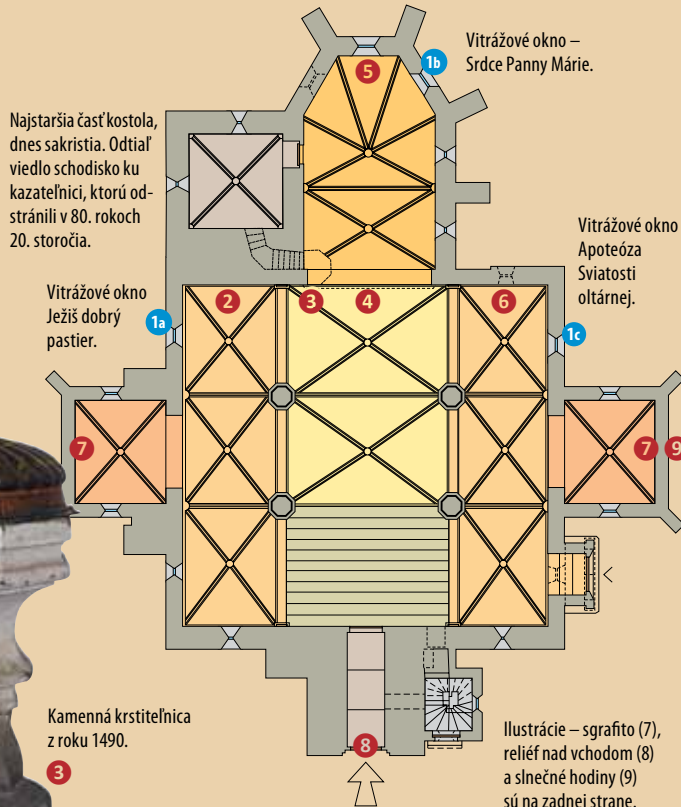 Vitrážové okno –
Srdce Panny Márie.
1b
5
Najstaršia časť kostola,
dnes sakristia. Odtiaľ
viedlo schodisko ku
kazateľnici, ktorú od-
stránili v 80. rokoch
20. storočia.
Vitrážové okno
Apoteóza
Sviatosti
oltárnej.
Vitrážové okno
Ježiš dobrý
pastier.
1a
2
3
4
6
1c
7
7
9
Kamenná krstiteľnica
z roku 1490.
3
8
Ilustrácie – sgrafito (7),
reliéf nad vchodom (8)
a slnečné hodiny (9)
sú na zadnej strane.